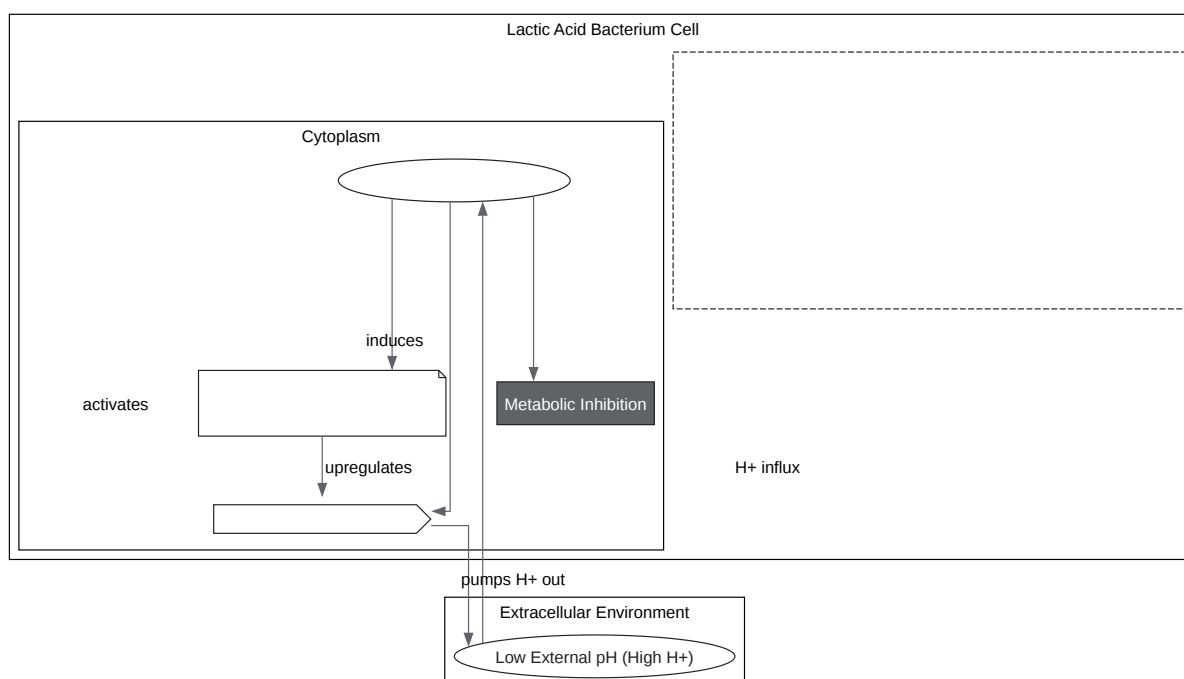 Lactic Acid Bacterium Cell
Cytoplasm
induces
activates
Metabolic Inhibition
upregulates
H+ influx
pumps H+ out
Extracellular Environment
Low External pH (High H+)